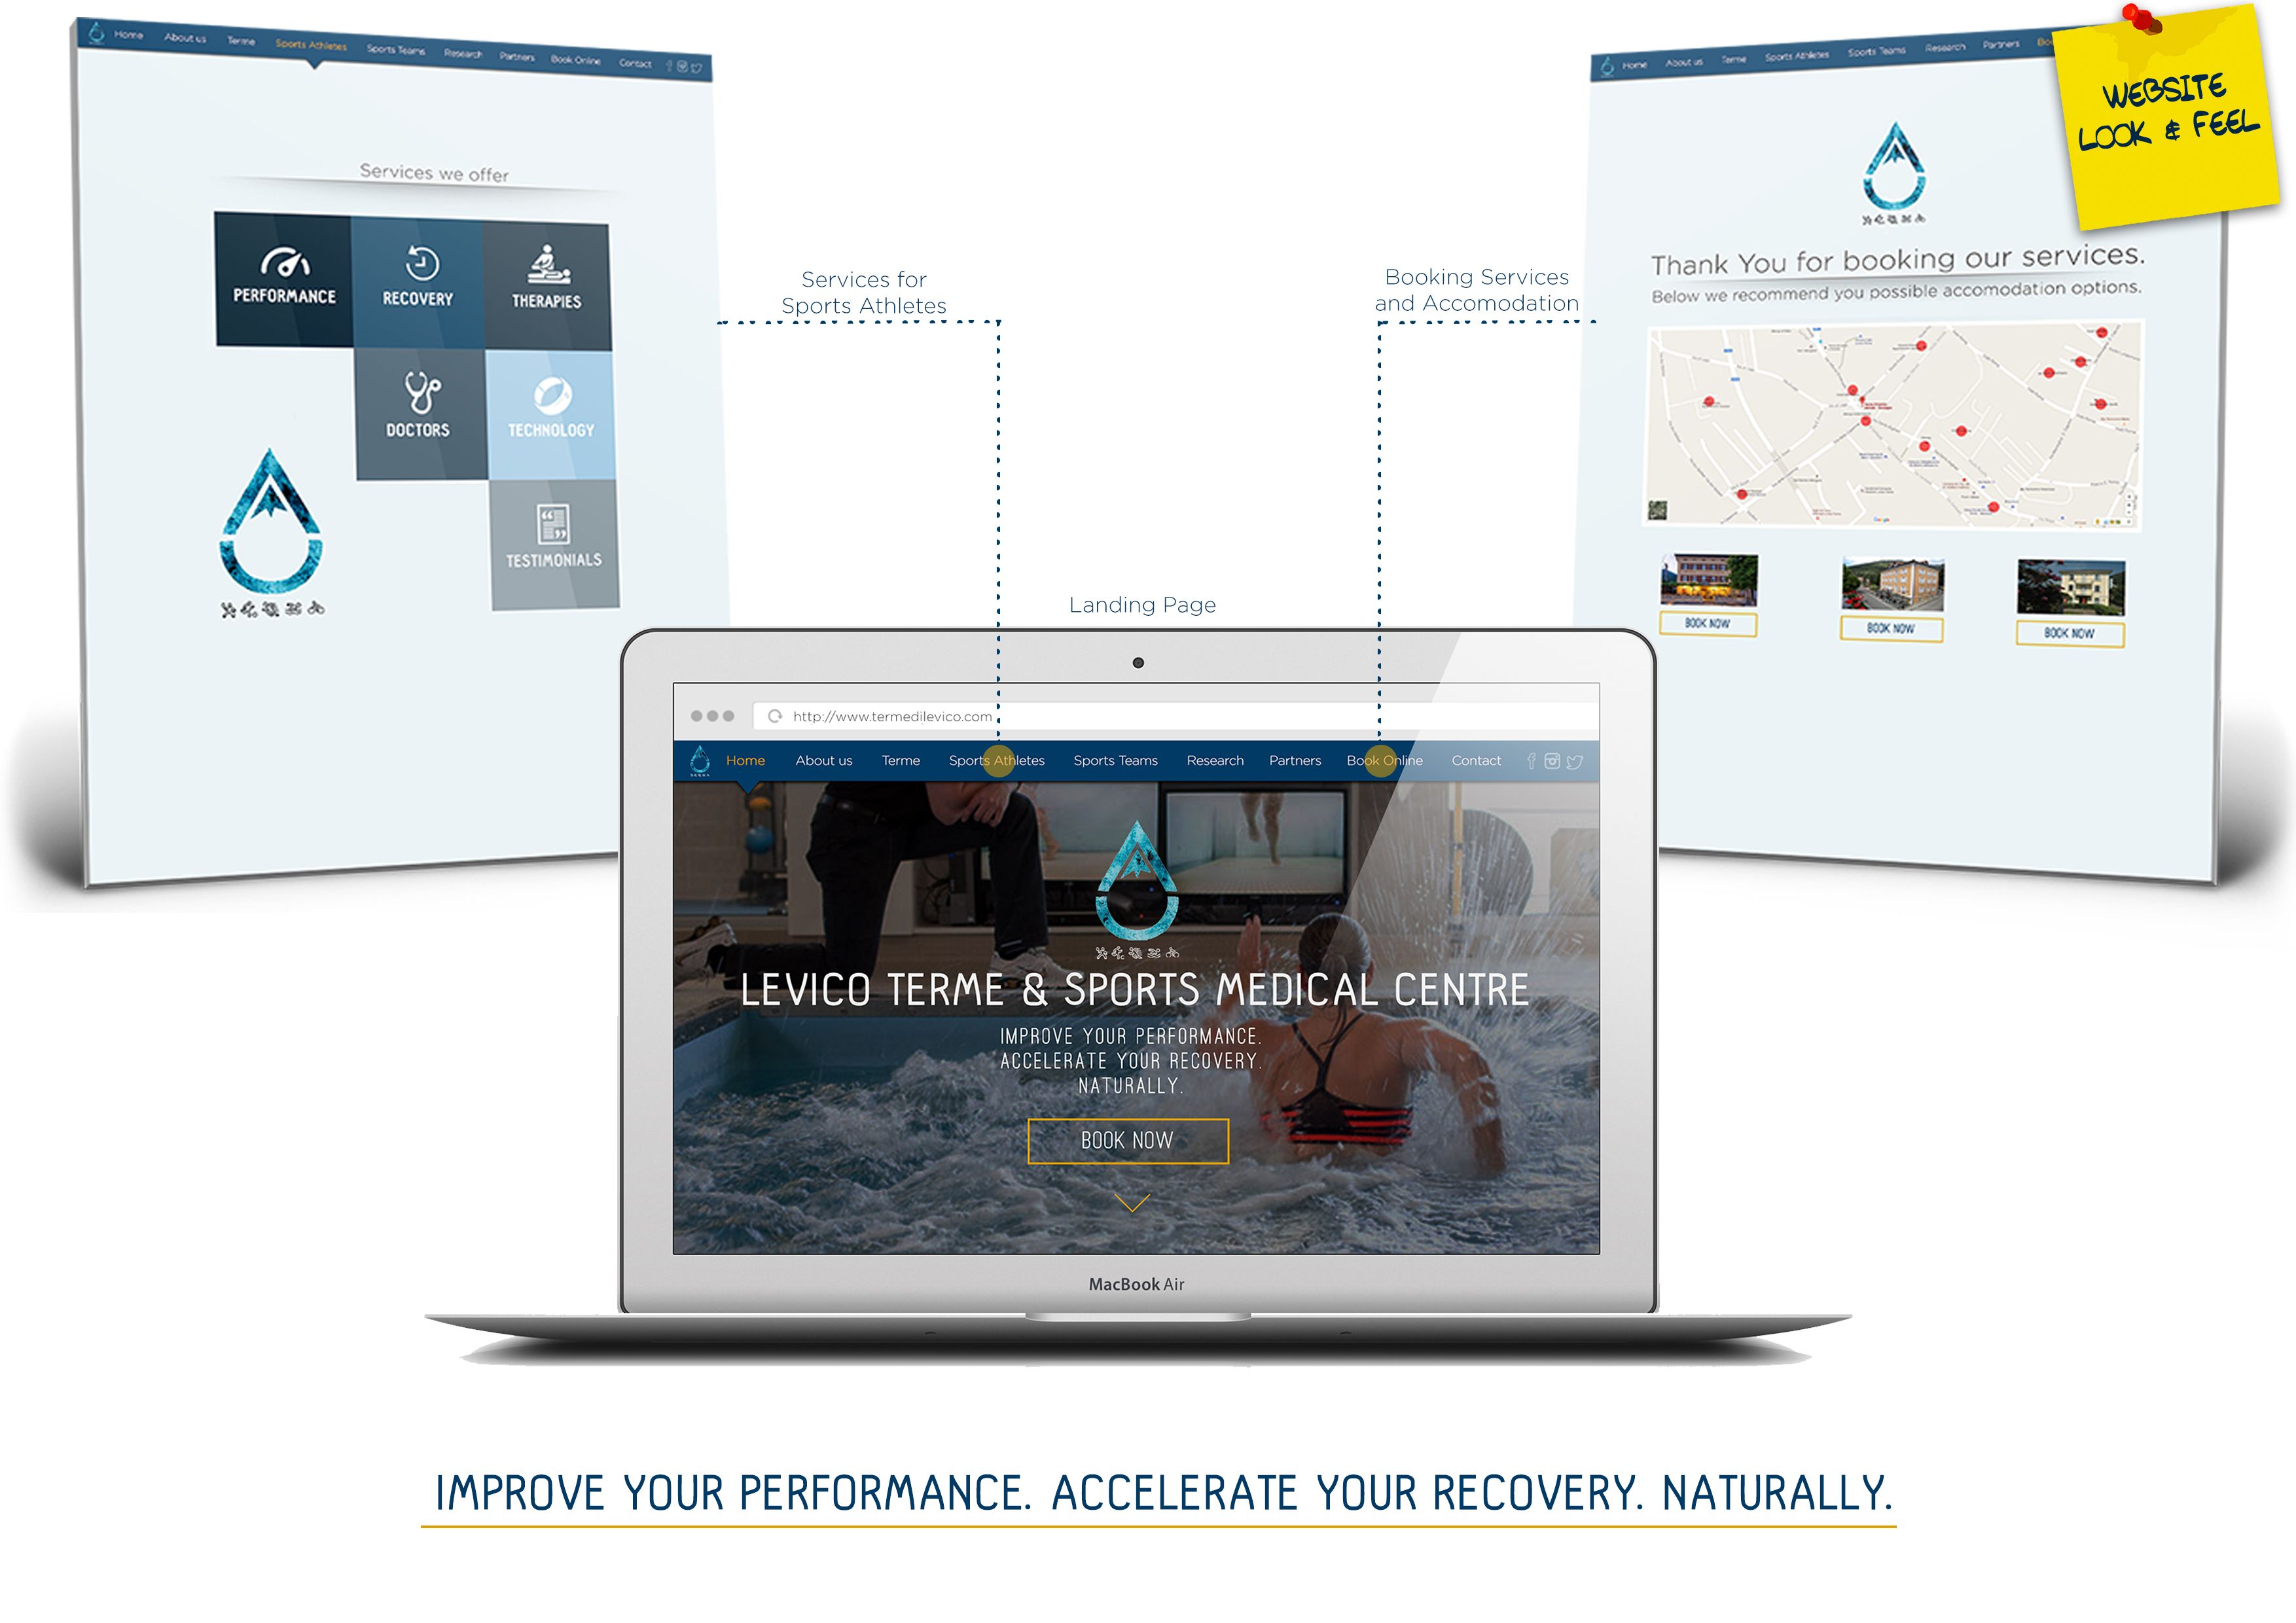 Home About us Terme Sports Athletes Sports Teams Research Partners Book Online Contact
Services we offer
PERFORMANCE
RECOVERY
THERAPIES
DOCTORS
TECHNOLOGY
TESTIMONIALS
Services for
Sports Athletes
Booking Services
and Accomodation
Home About us Terme Sports Athletes Sports Teams Research Partners
WEBSITE
LOOK & FEEL
Thank You for booking our services.
Below we recommend you possible accomodation options.
Google
BOOK NOW
BOOK NOW
BOOK NOW
Landing Page
http://www.termedilevico.com
Home About us Terme Sports Athletes Sports Teams Research Partners Book Online Contact
LEVICO TERME & SPORTS MEDICAL CENTRE
IMPROVE YOUR PERFORMANCE.
ACCELERATE YOUR RECOVERY.
NATURALLY.
BOOK NOW
MacBook Air
IMPROVE YOUR PERFORMANCE. ACCELERATE YOUR RECOVERY. NATURALLY.